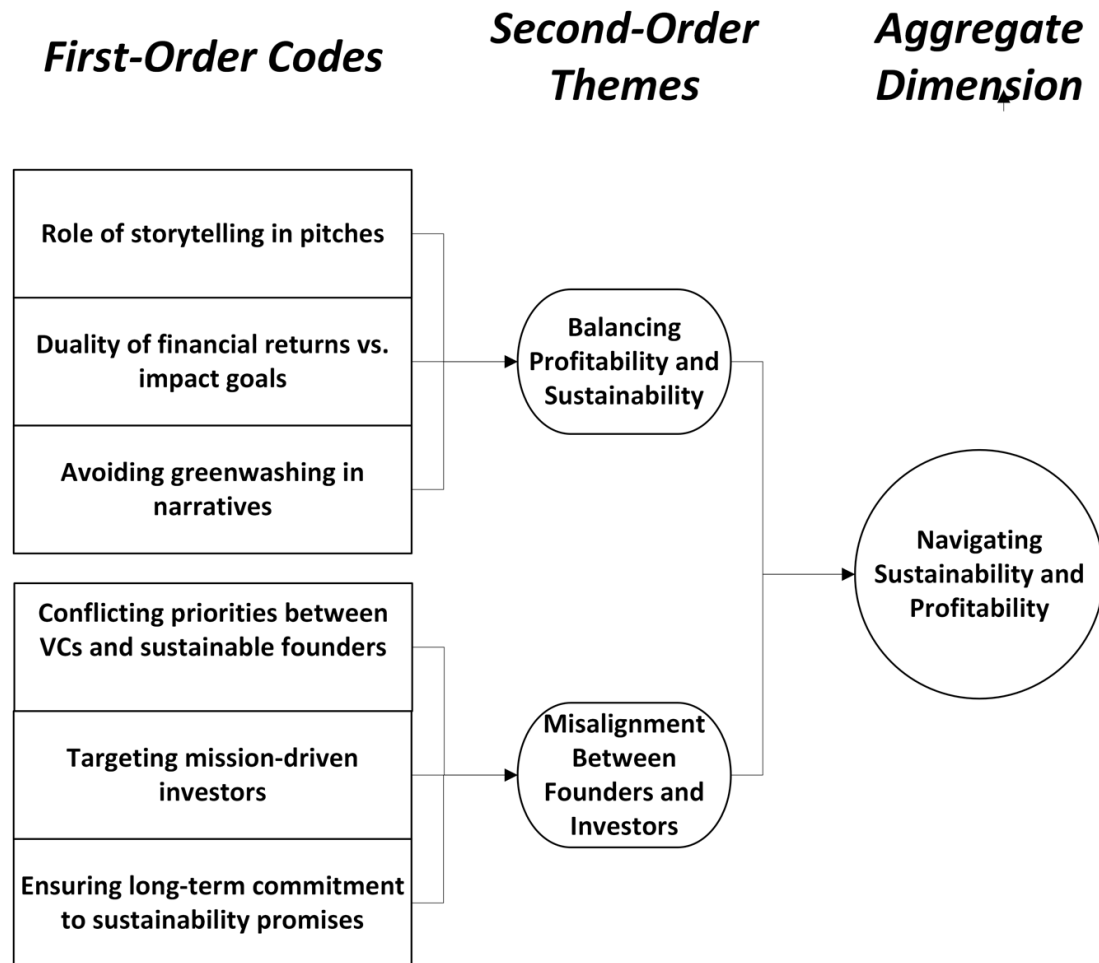 First-Order Codes
Second-Order
Themes
Aggregate
Dimension
Role of storytelling in pitches
Duality of financial returns vs.
impact goals
Avoiding greenwashing in
narratives
Balancing
Profitability and
Sustainability
Conflicting priorities between
VCs and sustainable founders
Targeting mission-driven
investors
Ensuring long-term commitment
to sustainability promises
Misalignment
Between
Founders and
Investors
Navigating
Sustainability and
Profitability